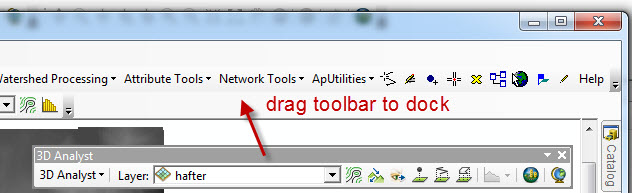 Watershed Processing Attribute Tools Network Tools ApUtilities Help
drag toolbar to dock
3D Analyst
3D Analyst Layer: hafter
Catalog